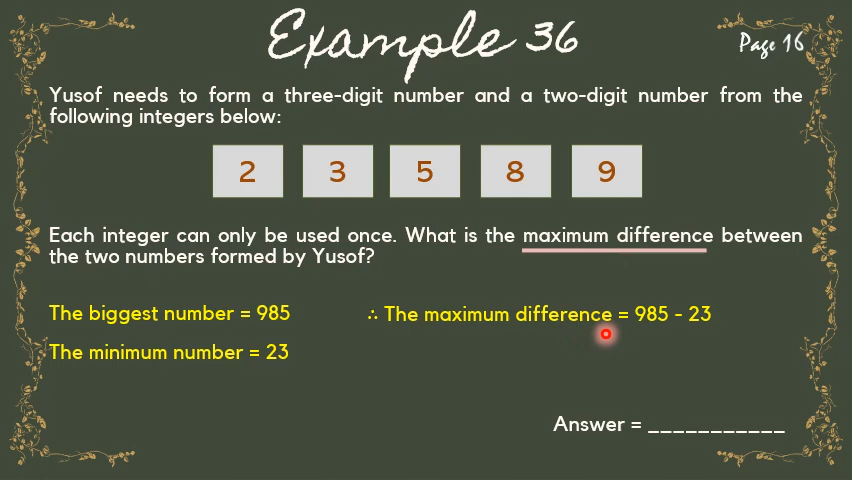 Example 36
Page 16
Yusof needs to form a three-digit number and a two-digit number from the
following integers below:
2 3 5 8 9
Each integer can only be used once. What is the maximum difference between
the two numbers formed by Yusof?
The biggest number = 985
∴ The maximum difference = 985 - 23
The minimum number = 23
Answer = ___________